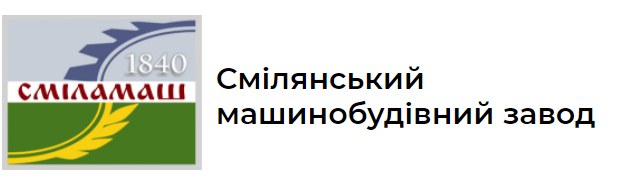 1840
СМІЛАМАШ
Смілянський
машинобудівний завод